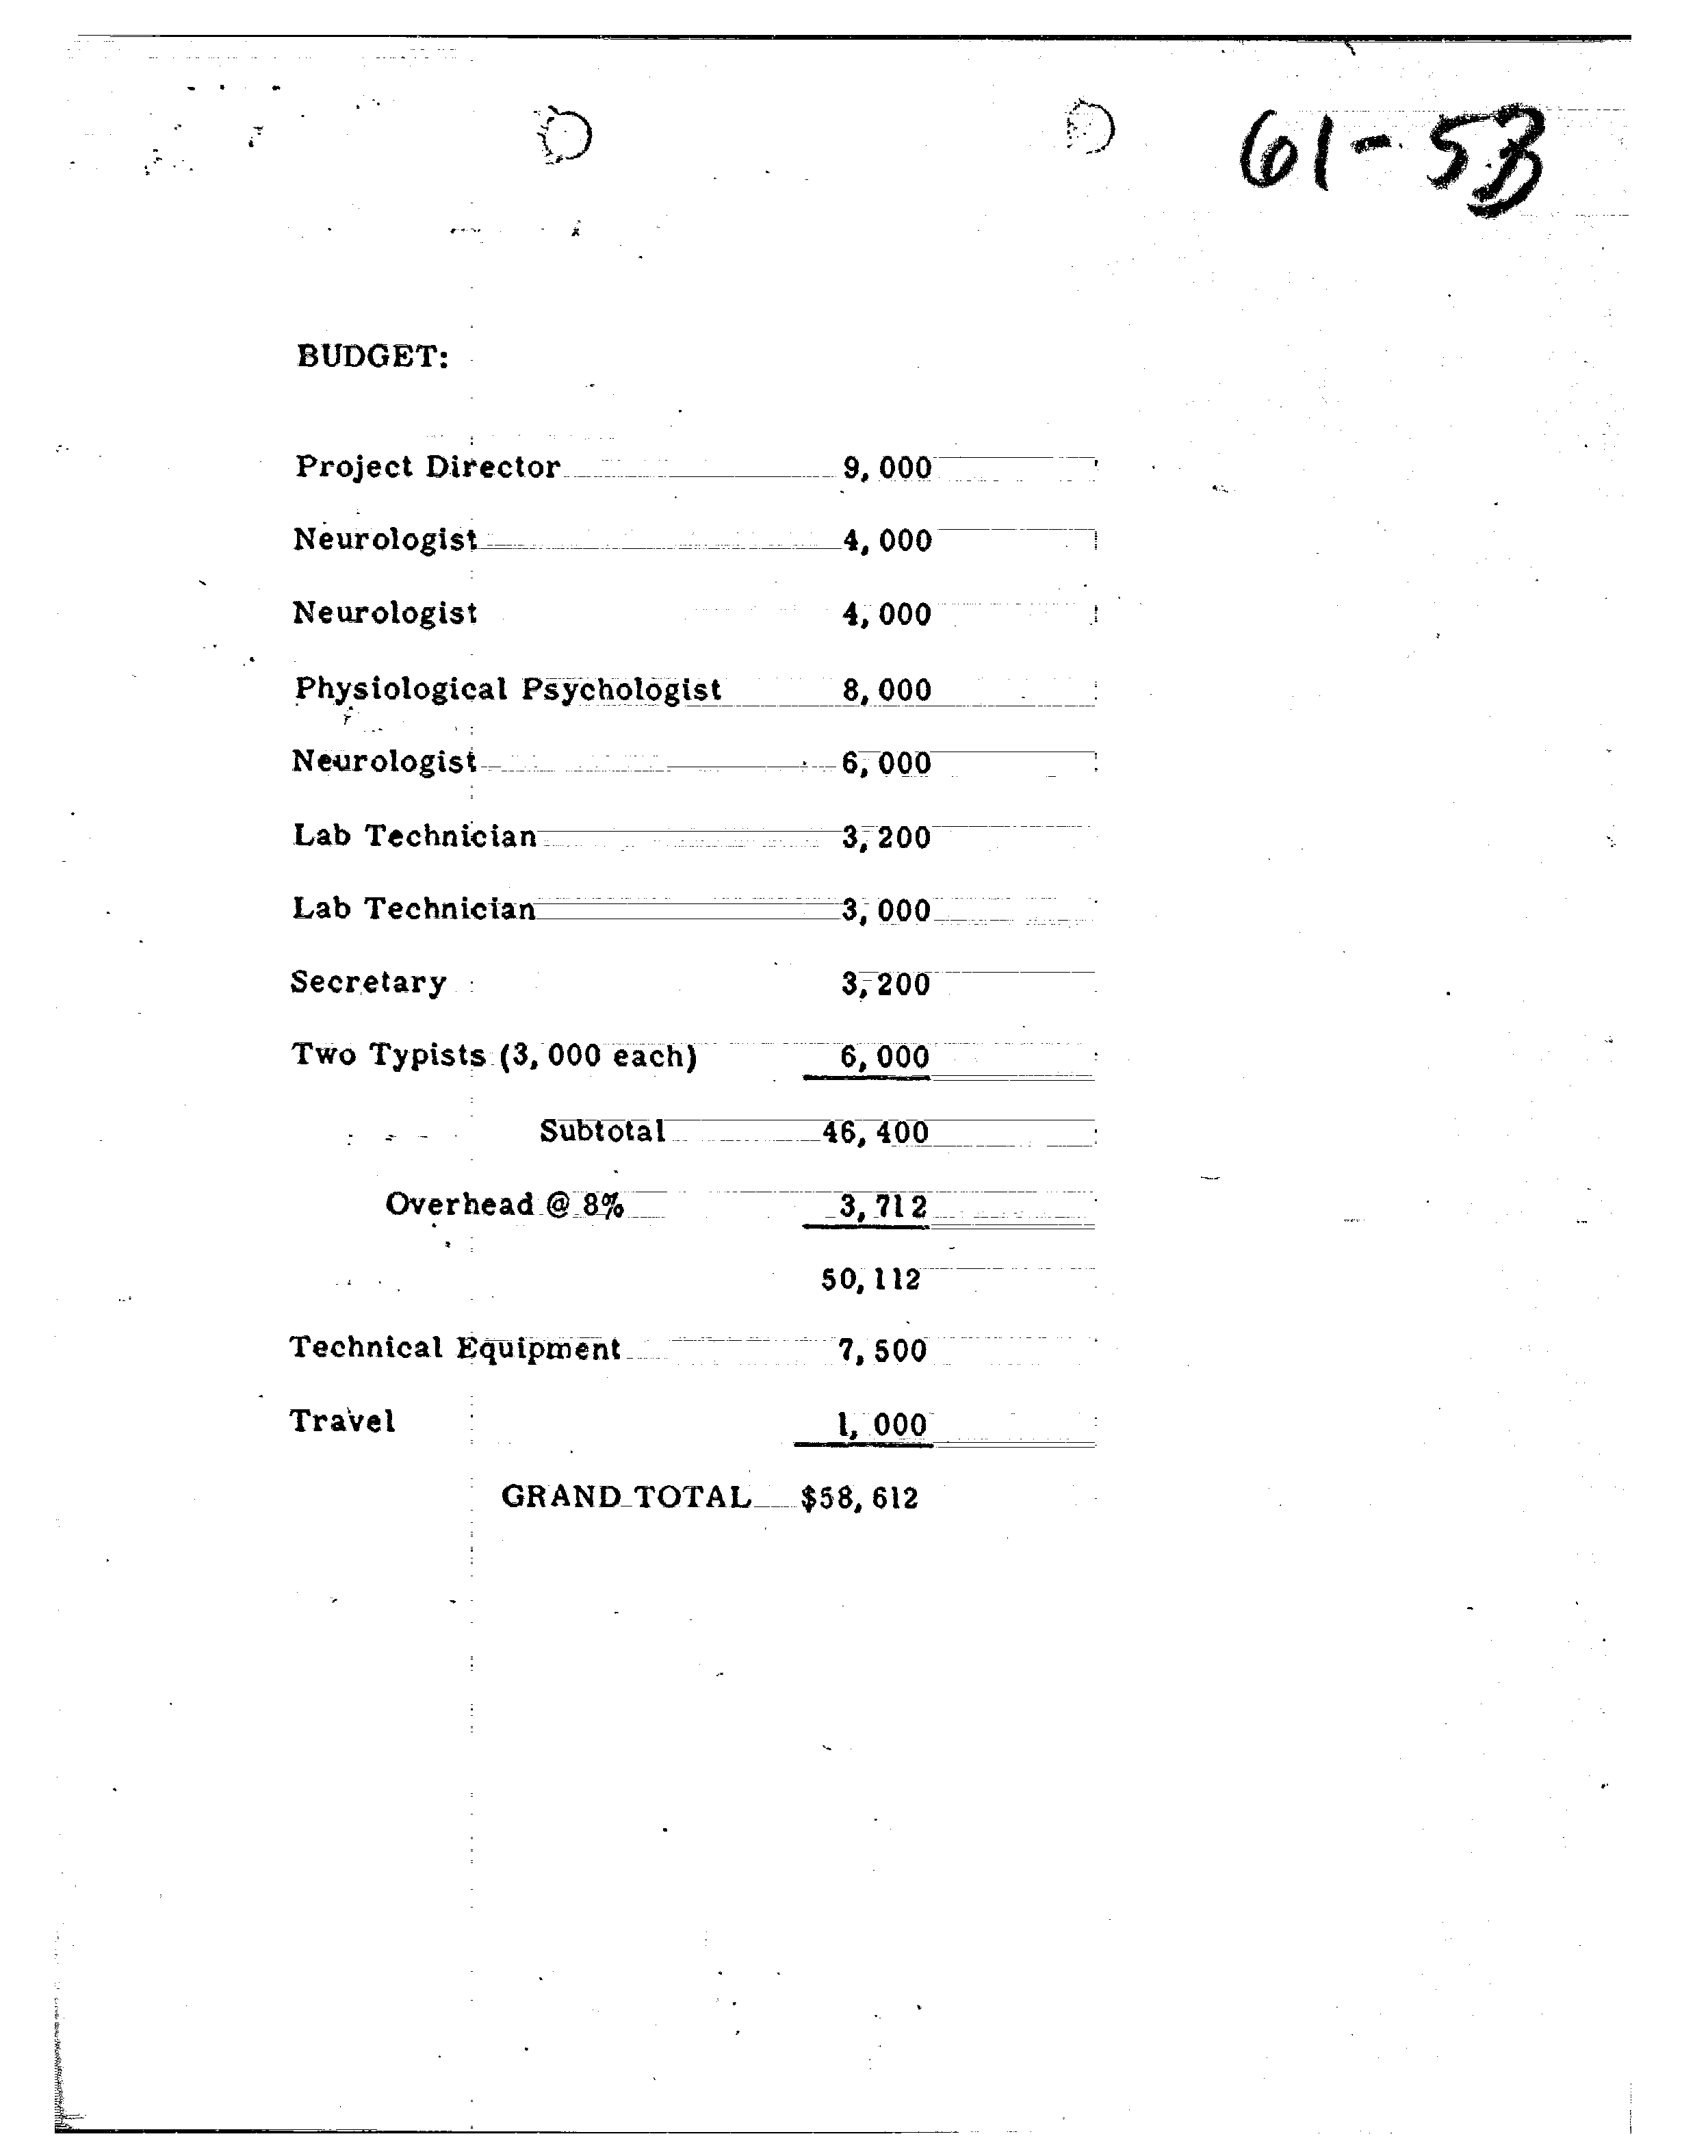 61-53
BUDGET:
Project Director 9,000
Neurologist 4,000
Neurologist 4,000
Physiological Psychologist 8,000
Neurologist 6,000
Lab Technician 3,200
Lab Technician 3,000
Secretary 3,200
Two Typists (3,000 each) 6,000
Subtotal 46,400
Overhead @ 8% 3,712
50,112
Technical Equipment 7,500
Travel 1,000
GRAND TOTAL $58,612